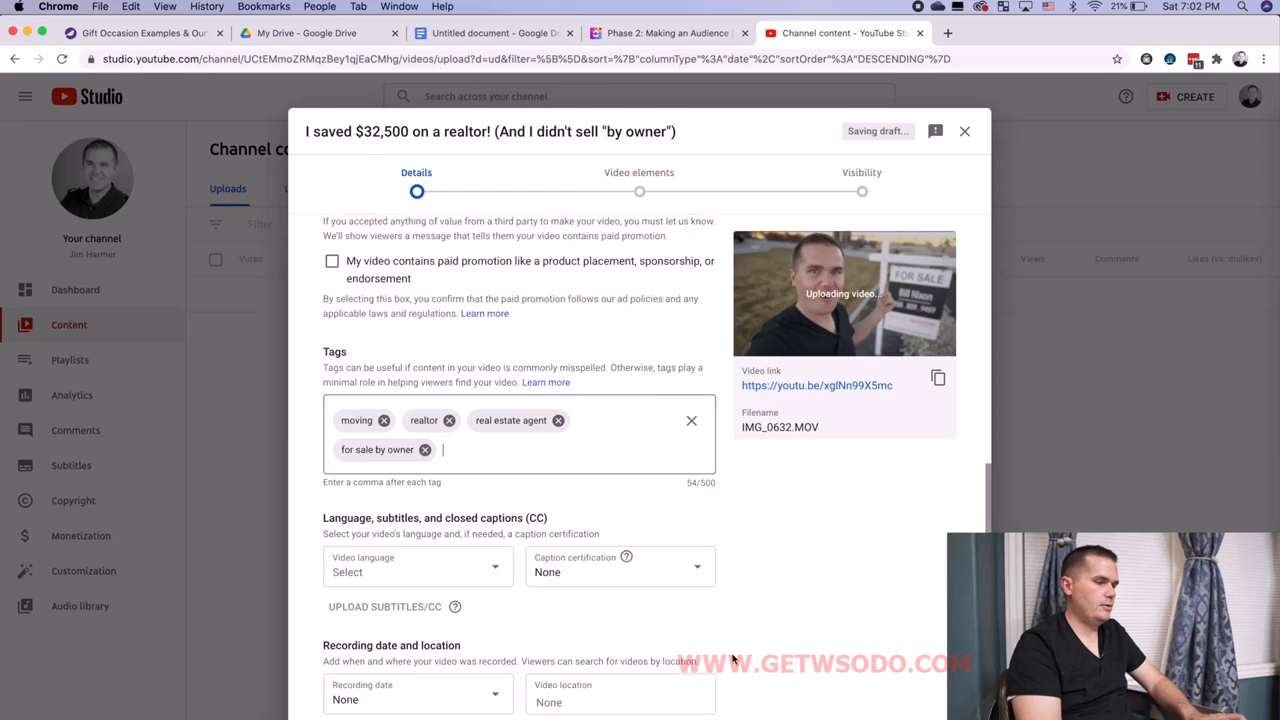 Chrome File Edit View History Bookmarks People Tab Window Help 21% Sat 7:02 PM
Gift Occasion Examples & Our My Drive - Google Drive Untitled document - Google Do Phase 2: Making an Audience Channel content - YouTube Stu
studio.youtube.com/channel/UCtEMmoZRMqzBey1qjEaCMhg/videos/upload?d=ud&filter=%5B%5D&sort=%7B"columnType"%3A"date"%2C"sortOrder"%3A"DESCENDING"%7D 11
Studio Search across your channel CREATE
Your channel
Jim Harmer
Dashboard
Content
Playlists
Analytics
Comments
Subtitles
Copyright
Monetization
Customization
Audio library
Channel co
Uploads L
Filter
Video Views Comments Likes (vs. dislikes)
I saved $32,500 on a realtor! (And I didn't sell "by owner") Saving draft...
Details Video elements Visibility
If you accepted anything of value from a third party to make your video, you must let us know.
We'll show viewers a message that tells them your video contains paid promotion.
My video contains paid promotion like a product placement, sponsorship, or
endorsement
By selecting this box, you confirm that the paid promotion follows our ad policies and any
applicable laws and regulations. Learn more
Tags
Tags can be useful if content in your video is commonly misspelled. Otherwise, tags play a
minimal role in helping viewers find your video. Learn more
moving realtor real estate agent
for sale by owner
Enter a comma after each tag 54/500
Language, subtitles, and closed captions (CC)
Select your video's language and, if needed, a caption certification
Video language Caption certification
Select None
UPLOAD SUBTITLES/CC
Recording date and location
Add when and where your video was recorded. Viewers can search for videos by location.
Recording date Video location
None None
FOR SALE
Bill Nixon
Uploading video...
Video link
https://youtu.be/xglNn99X5mc
Filename
IMG_0632.MOV
WWW.GETWSODO.COM